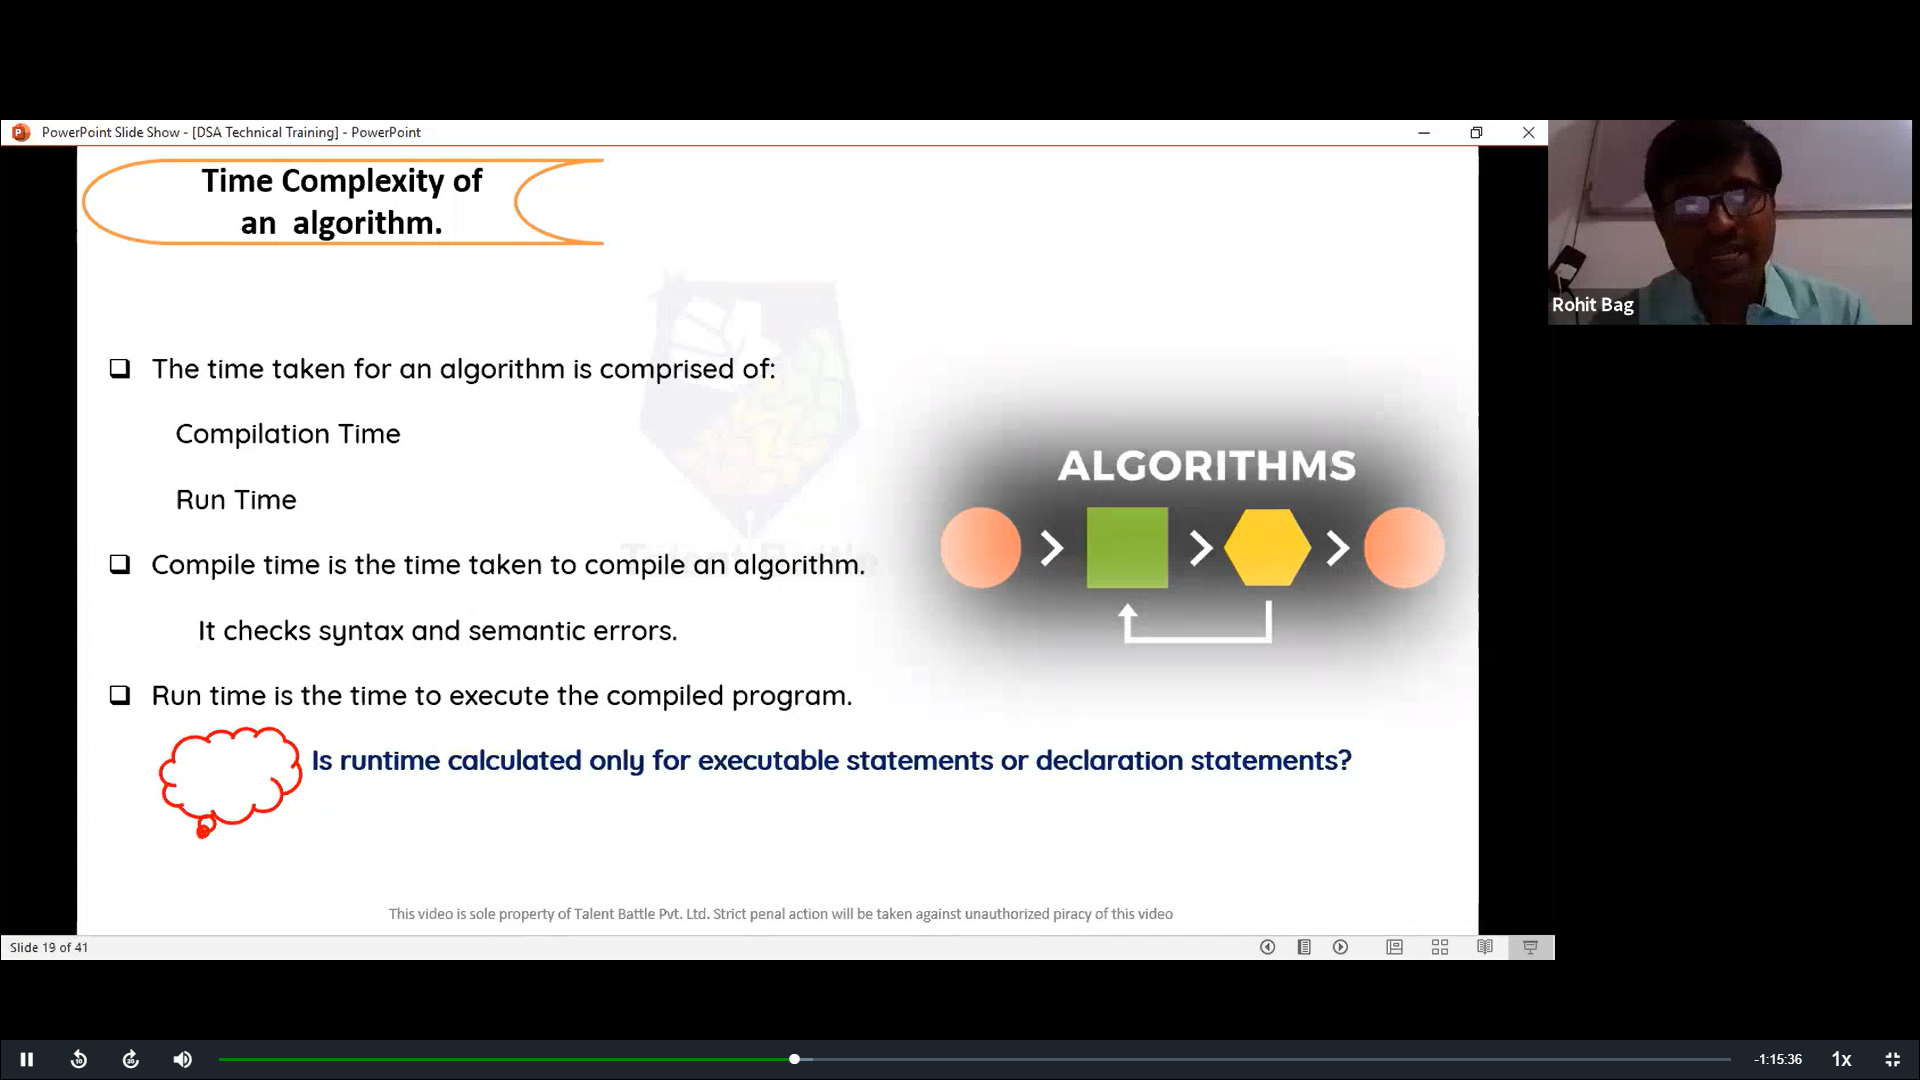 PowerPoint Slide Show - [DSA Technical Training] - PowerPoint
Time Complexity of
an algorithm.
Rohit Bag
The time taken for an algorithm is comprised of:
Compilation Time
Run Time
Compile time is the time taken to compile an algorithm.
It checks syntax and semantic errors.
Run time is the time to execute the compiled program.
Is runtime calculated only for executable statements or declaration statements?
ALGORITHMS
Talent Battle
This video is sole property of Talent Battle Pvt. Ltd. Strict penal action will be taken against unauthorized piracy of this video
Slide 19 of 41
10
30
-1:15:36
1x